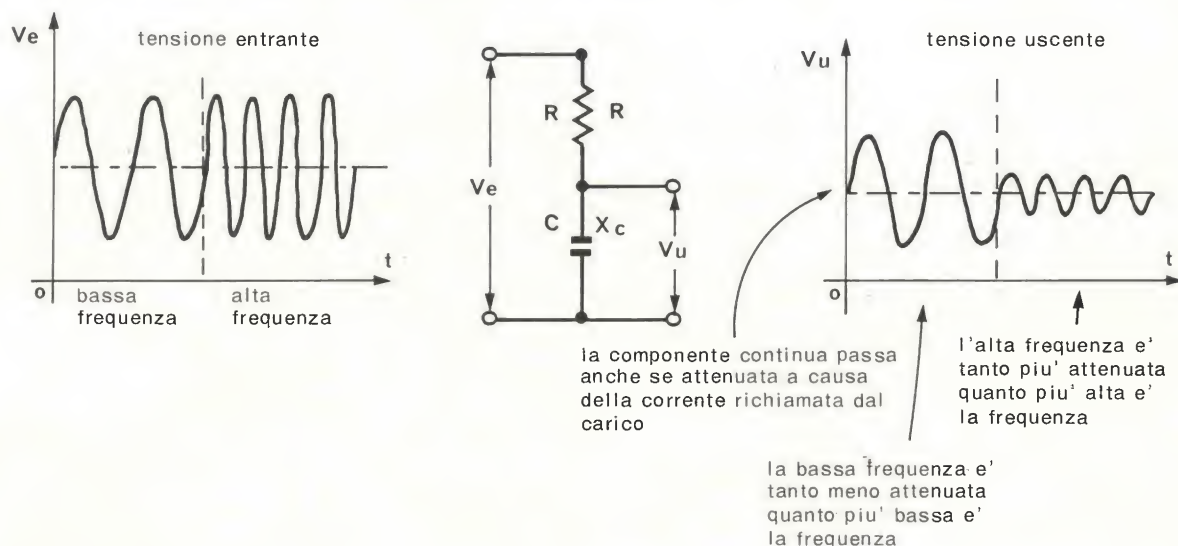 Ve
tensione entrante
t
o
bassa
frequenza
alta
frequenza
R
R
Ve
C
Xc
Vu
tensione uscente
Vu
t
o
la componente continua passa
anche se attenuata a causa
della corrente richiamata dal
carico
l'alta frequenza e'
tanto piu' attenuata
quanto piu' alta e'
la frequenza
la bassa frequenza e'
tanto meno attenuata
quanto piu' bassa e'
la frequenza